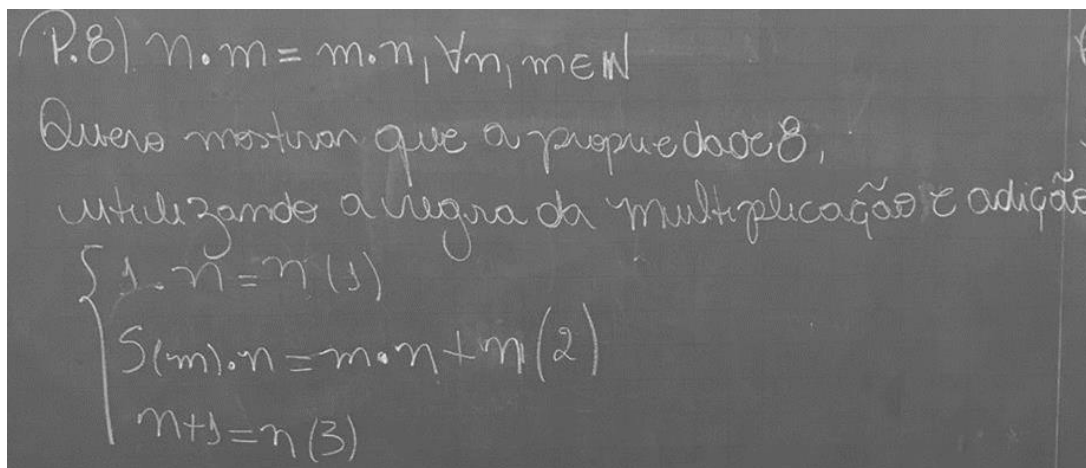 P.8) n.m = m.n, ∀n, m∈ℕ
Quero mostrar que a propriedade 8,
utilizando a regra da multiplicação e adição
1.n = n (1)
S(m).n = m.n + n (2)
n+1 = n (3)